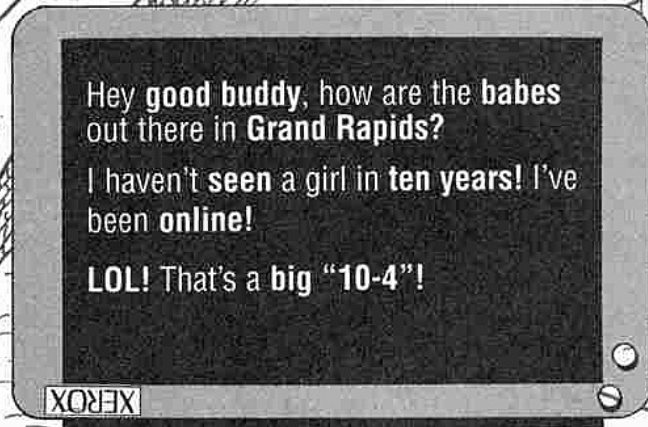 Hey good buddy, how are the babes
out there in Grand Rapids?
I haven't seen a girl in ten years! I've
been online!
LOL! That's a big “10-4”!
XEROX